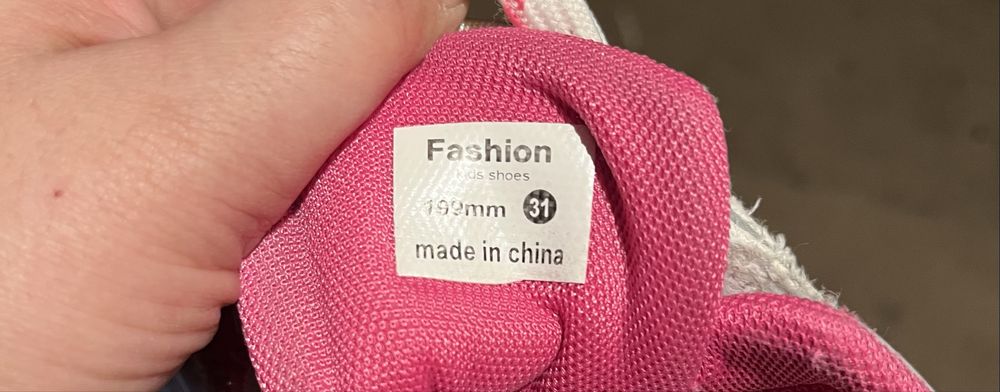 Fashion
kids shoes
199mm 31
made in china